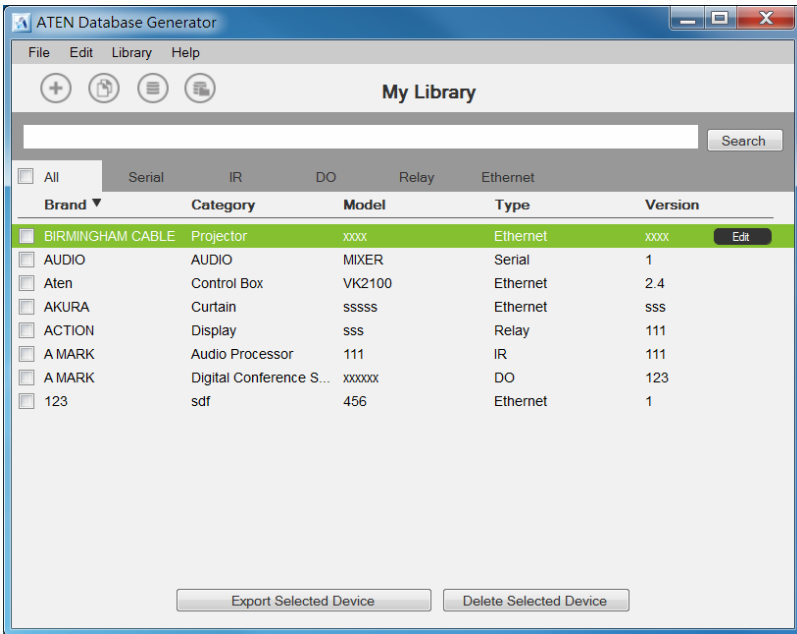 ATEN Database Generator
File Edit Library Help
My Library
Search
All Serial IR DO Relay Ethernet
Brand ▼ Category Model Type Version
BIRMINGHAM CABLE Projector xxxx Ethernet xxxx Edit
AUDIO AUDIO MIXER Serial 1
Aten Control Box VK2100 Ethernet 2.4
AKURA Curtain sssss Ethernet sss
ACTION Display sss Relay 111
A MARK Audio Processor 111 IR 111
A MARK Digital Conference S... xxxxxx DO 123
123 sdf 456 Ethernet 1
Export Selected Device Delete Selected Device